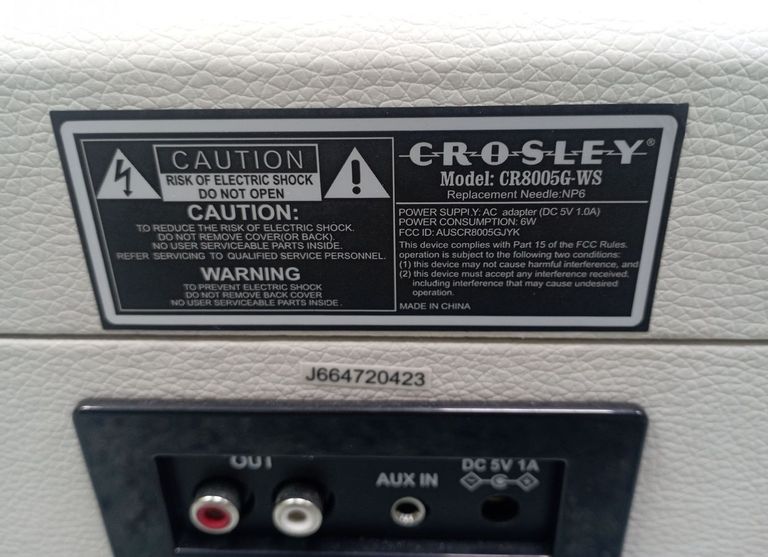 CAUTION
RISK OF ELECTRIC SHOCK
DO NOT OPEN
CAUTION:
TO REDUCE THE RISK OF ELECTRIC SHOCK.
DO NOT REMOVE COVER(OR BACK).
NO USER SERVICEABLE PARTS INSIDE.
REFER SERVICING TO QUALIFIED SERVICE PERSONNEL.
WARNING
TO PREVENT ELECTRIC SHOCK
DO NOT REMOVE BACK COVER
NO USER SERVICEABLE PARTS INSIDE.
CROSLEY®
Model: CR8005G-WS
Replacement Needle:NP6
POWER SUPPLY: AC adapter (DC 5V 1.0A)
POWER CONSUMPTION: 6W
FCC ID: AUSCR8005GJYK
This device complies with Part 15 of the FCC Rules.
operation is subject to the following two conditions:
(1) this device may not cause harmful interference, and
(2) this device must accept any interference received,
including interference that may cause undesired
operation.
MADE IN CHINA
J664720423
OUT
AUX IN
DC 5V 1A